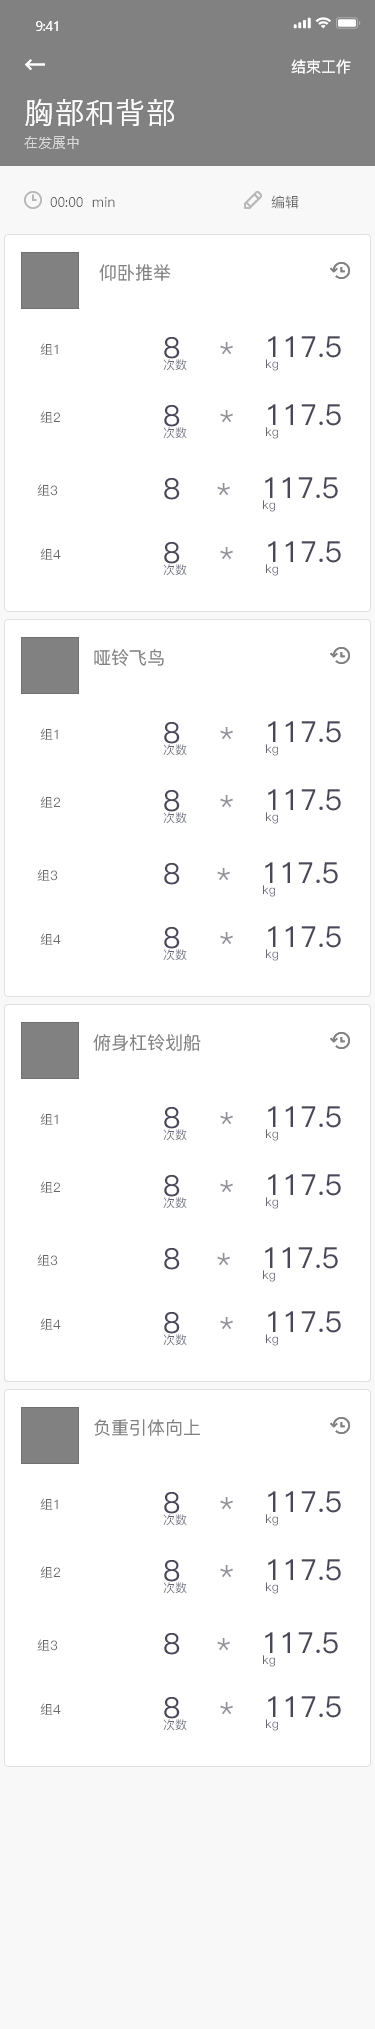 9:41
结束工作
胸部和背部
在发展中
00:00 min 编辑
仰卧推举
组1 8 * 117.5
次数 kg
组2 8 * 117.5
次数 kg
组3 8 * 117.5
kg
组4 8 * 117.5
次数 kg
哑铃飞鸟
组1 8 * 117.5
次数 kg
组2 8 * 117.5
次数 kg
组3 8 * 117.5
kg
组4 8 * 117.5
次数 kg
俯身杠铃划船
组1 8 * 117.5
次数 kg
组2 8 * 117.5
次数 kg
组3 8 * 117.5
kg
组4 8 * 117.5
次数 kg
负重引体向上
组1 8 * 117.5
次数 kg
组2 8 * 117.5
次数 kg
组3 8 * 117.5
kg
组4 8 * 117.5
次数 kg